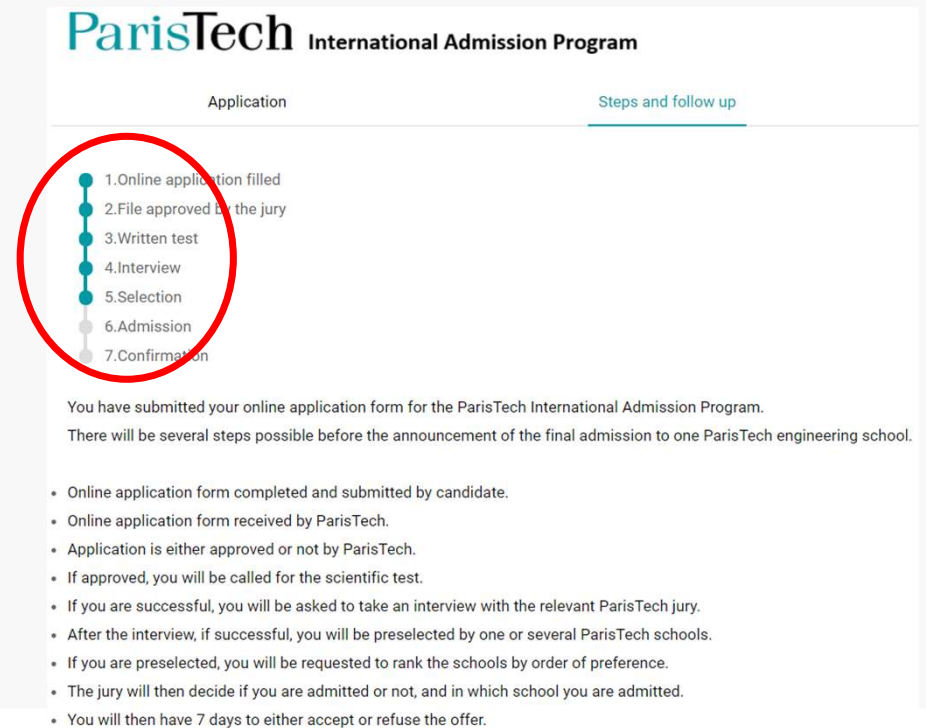 ParisTech International Admission Program
Application Steps and follow up
1.Online application filled
2.File approved by the jury
3.Written test
4.Interview
5.Selection
6.Admission
7.Confirmation
You have submitted your online application form for the ParisTech International Admission Program.
There will be several steps possible before the announcement of the final admission to one ParisTech engineering school.
• Online application form completed and submitted by candidate.
• Online application form received by ParisTech.
• Application is either approved or not by ParisTech.
• If approved, you will be called for the scientific test.
• If you are successful, you will be asked to take an interview with the relevant ParisTech jury.
• After the interview, if successful, you will be preselected by one or several ParisTech schools.
• If you are preselected, you will be requested to rank the schools by order of preference.
• The jury will then decide if you are admitted or not, and in which school you are admitted.
• You will then have 7 days to either accept or refuse the offer.